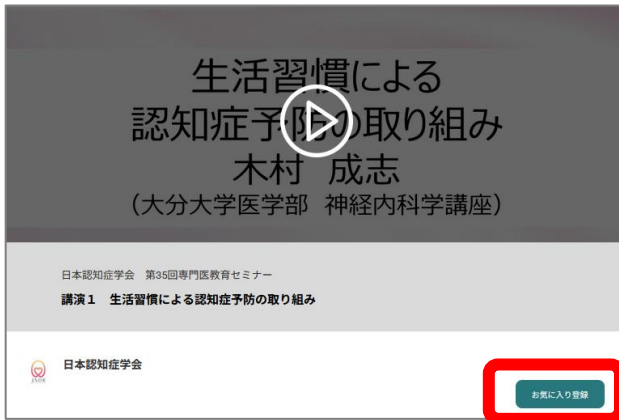 生活習慣による
認知症予防の取り組み
木村 成志
（大分大学医学部 神経内科学講座）
日本認知症学会 第35回専門医教育セミナー
講演１ 生活習慣による認知症予防の取り組み
日本認知症学会
JSDR
お気に入り登録